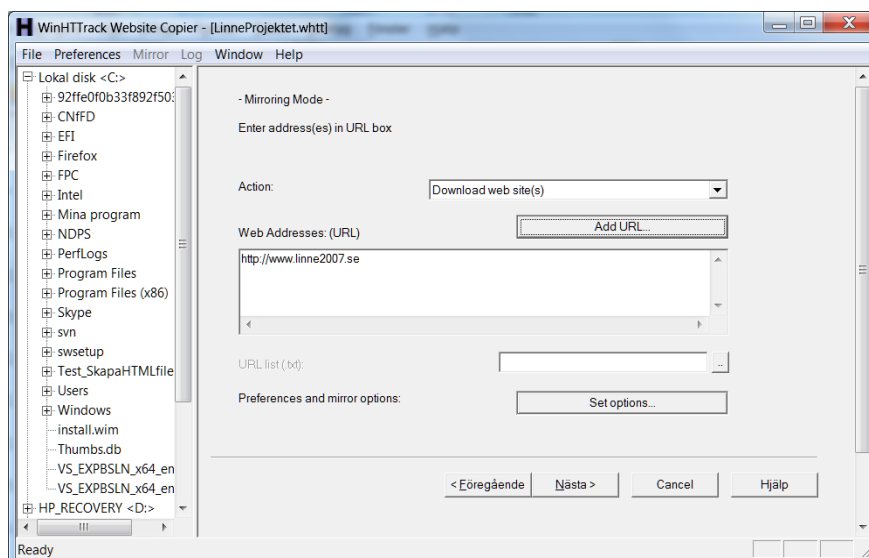 WinHTTrack Website Copier - [LinneProjektet.whtt]
File Preferences Mirror Log Window Help
Lokal disk <C:>
92ffe0f0b33f892f503
CNfFD
EFI
Firefox
FPC
Intel
Mina program
NDPS
PerfLogs
Program Files
Program Files (x86)
Skype
svn
swsetup
Test_SkapaHTMLfile
Users
Windows
install.wim
Thumbs.db
VS_EXPBSLN_x64_en
VS_EXPBSLN_x64_en
HP_RECOVERY <D:>
- Mirroring Mode -
Enter address(es) in URL box
Action:
Download web site(s)
Add URL...
Web Addresses: (URL)
http://www.linne2007.se
URL list (.txt):
..
Preferences and mirror options:
Set options...
< Föregående
Nästa >
Cancel
Hjälp
Ready